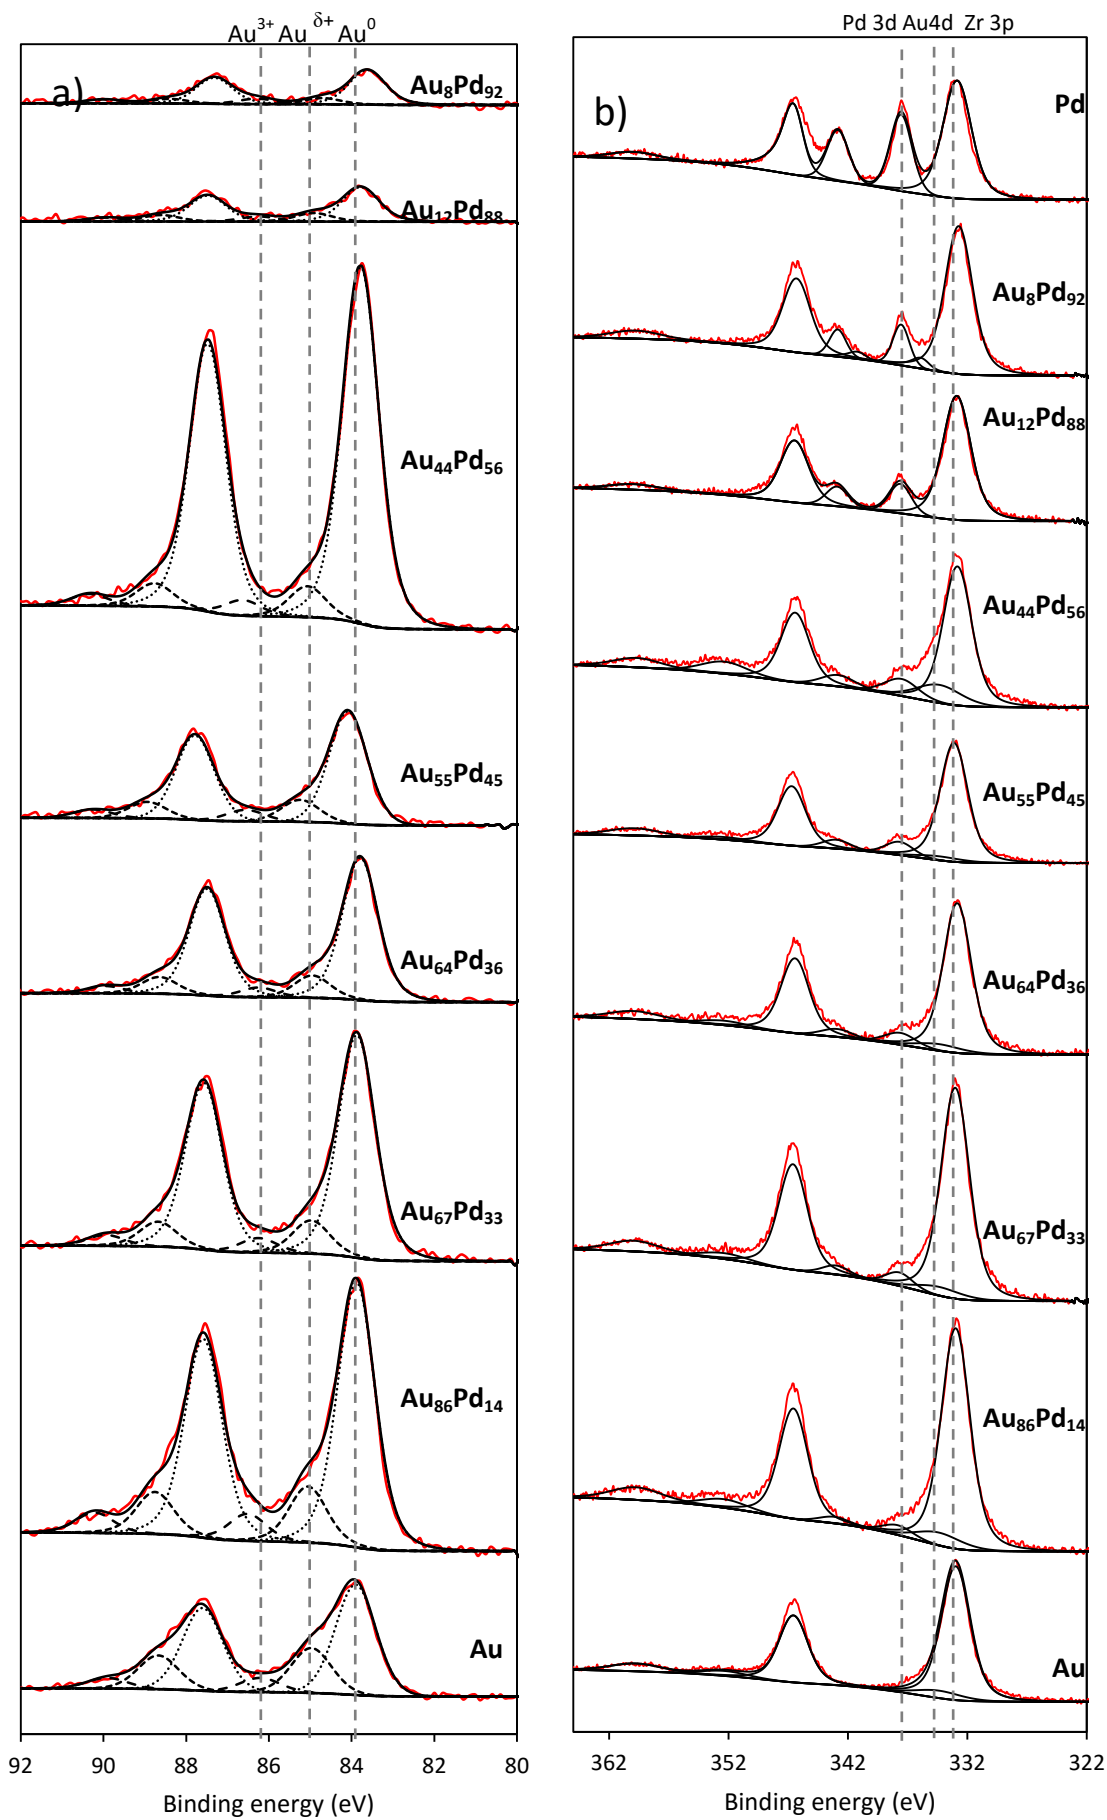 Au³⁺ Au ᵟ⁺ Au⁰
a)
Au₈Pd₉₂
Au₁₂Pd₈₈
Au₄₄Pd₅₆
Au₅₅Pd₄₅
Au₆₄Pd₃₆
Au₆₇Pd₃₃
Au₈₆Pd₁₄
Au
92 90 88 86 84 82 80
Binding energy (eV)
Pd 3d Au4d Zr 3p
b)
Pd
Au₈Pd₉₂
Au₁₂Pd₈₈
Au₄₄Pd₅₆
Au₅₅Pd₄₅
Au₆₄Pd₃₆
Au₆₇Pd₃₃
Au₈₆Pd₁₄
Au
362 352 342 332 322
Binding energy (eV)